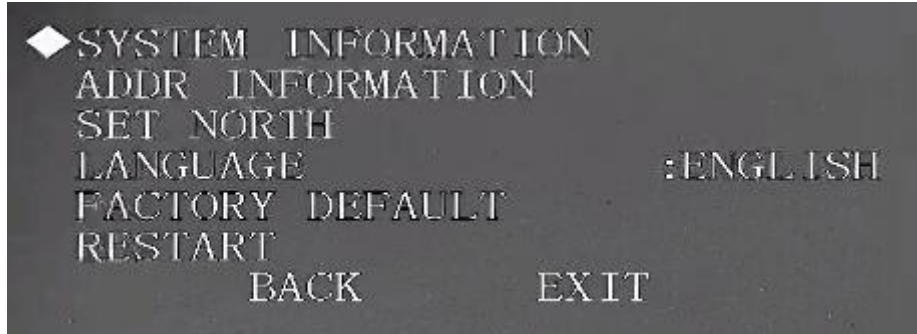 SYSTEM INFORMATION
ADDR INFORMATION
SET NORTH
LANGUAGE :ENGLISH
FACTORY DEFAULT
RESTART
BACK EXIT